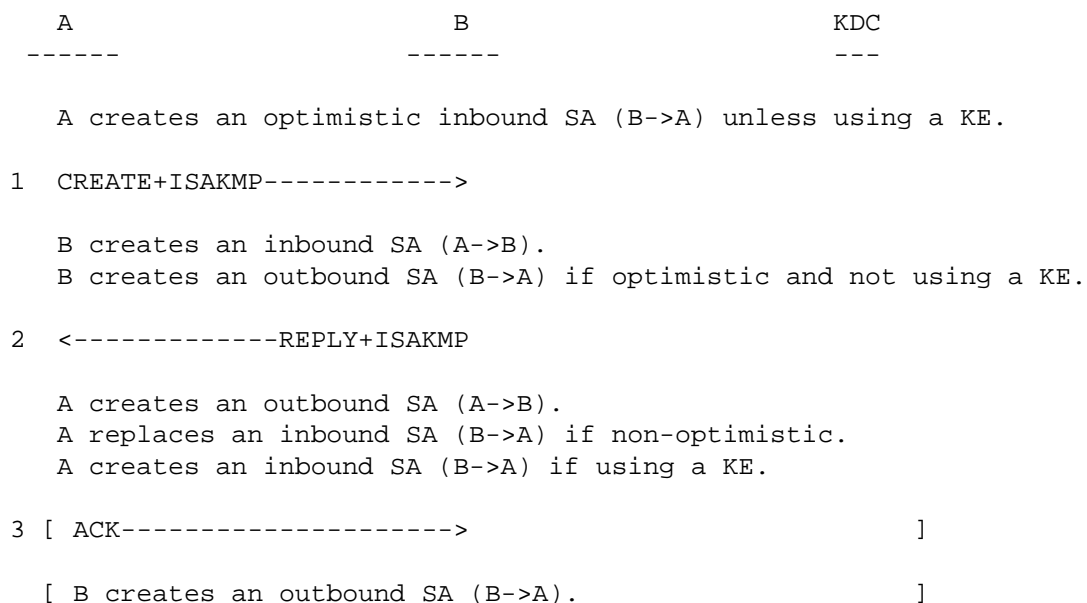 A                        B                        KDC
------                   ------                    ---
A creates an optimistic inbound SA (B->A) unless using a KE.
1  CREATE+ISAKMP------------>
B creates an inbound SA (A->B).
B creates an outbound SA (B->A) if optimistic and not using a KE.
2  <-------------REPLY+ISAKMP
A creates an outbound SA (A->B).
A replaces an inbound SA (B->A) if non-optimistic.
A creates an inbound SA (B->A) if using a KE.
3 [ ACK--------------------->                           ]
[ B creates an outbound SA (B->A).                    ]